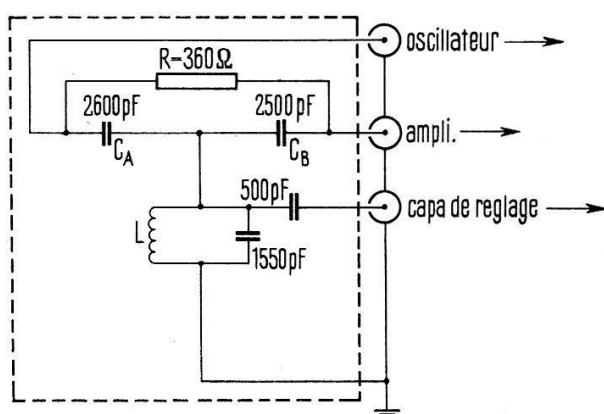 oscillateur
R=360Ω
2600pF
2500pF
C_A
C_B
ampli.
500pF
capa de reglage
L
1550pF